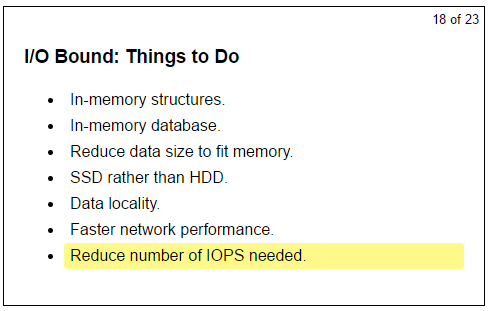 18 of 23
I/O Bound: Things to Do
• In-memory structures.
• In-memory database.
• Reduce data size to fit memory.
• SSD rather than HDD.
• Data locality.
• Faster network performance.
• Reduce number of IOPS needed.